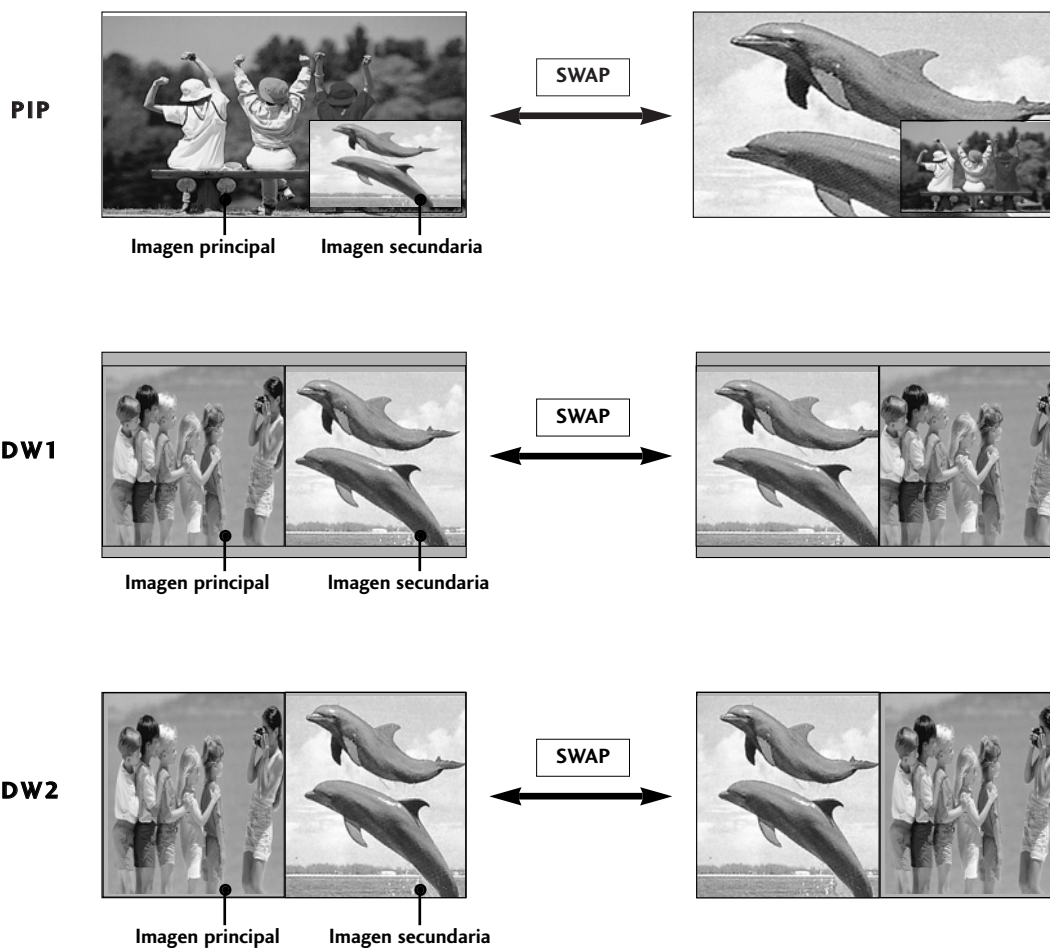 PIP
SWAP
Imagen principal
Imagen secundaria
DW1
SWAP
Imagen principal
Imagen secundaria
DW2
SWAP
Imagen principal
Imagen secundaria